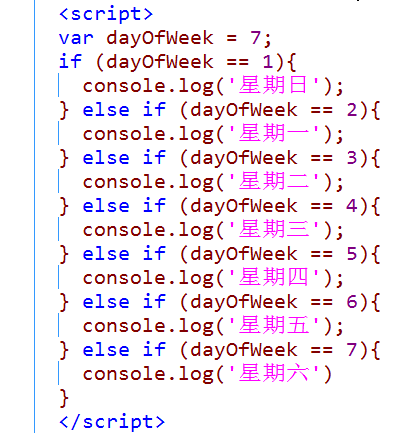 <script>
var dayOfWeek = 7;
if (dayOfWeek == 1){
  console.log('星期日');
} else if (dayOfWeek == 2){
  console.log('星期一');
} else if (dayOfWeek == 3){
  console.log('星期二');
} else if (dayOfWeek == 4){
  console.log('星期三');
} else if (dayOfWeek == 5){
  console.log('星期四');
} else if (dayOfWeek == 6){
  console.log('星期五');
} else if (dayOfWeek == 7){
  console.log('星期六')
}
</script>